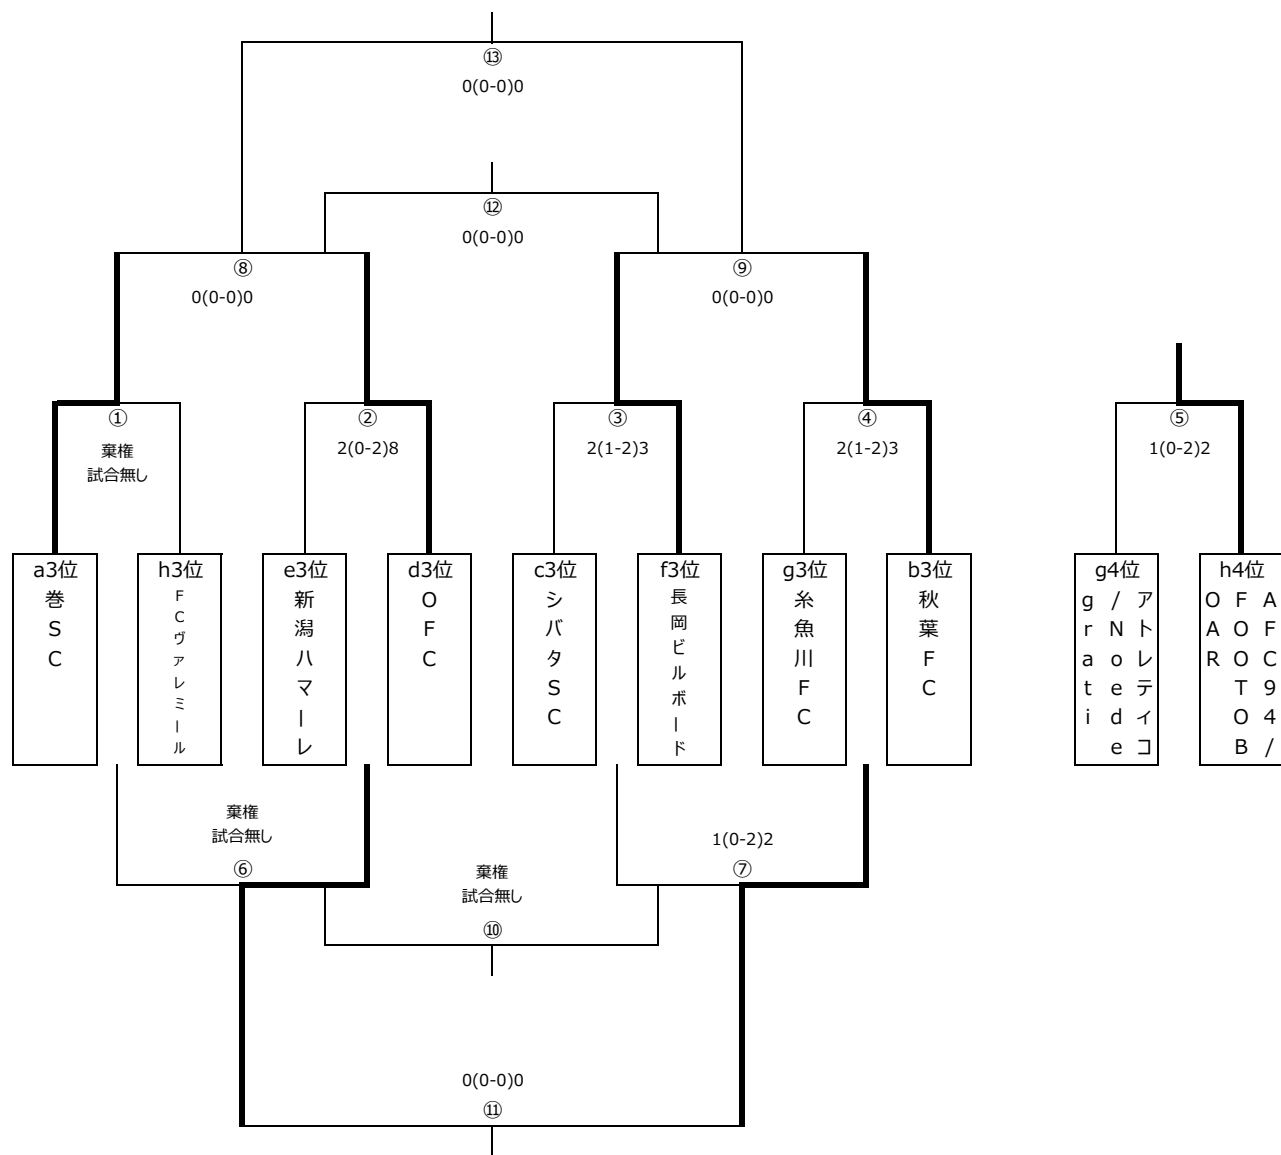 ⑬
0(0-0)0
⑫
0(0-0)0
⑧
0(0-0)0
⑨
0(0-0)0
①
棄権
試合無し
②
2(0-2)8
③
2(1-2)3
④
2(1-2)3
⑤
1(0-2)2
a3位
巻SC
h3位
FCヴァレミール
e3位
新潟ハマーレ
d3位
OFC
c3位
シバタSC
f3位
長岡ビルボード
g3位
糸魚川FC
b3位
秋葉FC
g4位
アトレティコ
/Noede
grati
h4位
AFC94/
FOOTOB
OAR
棄権
試合無し
⑥
1(0-2)2
⑦
棄権
試合無し
⑩
0(0-0)0
⑪